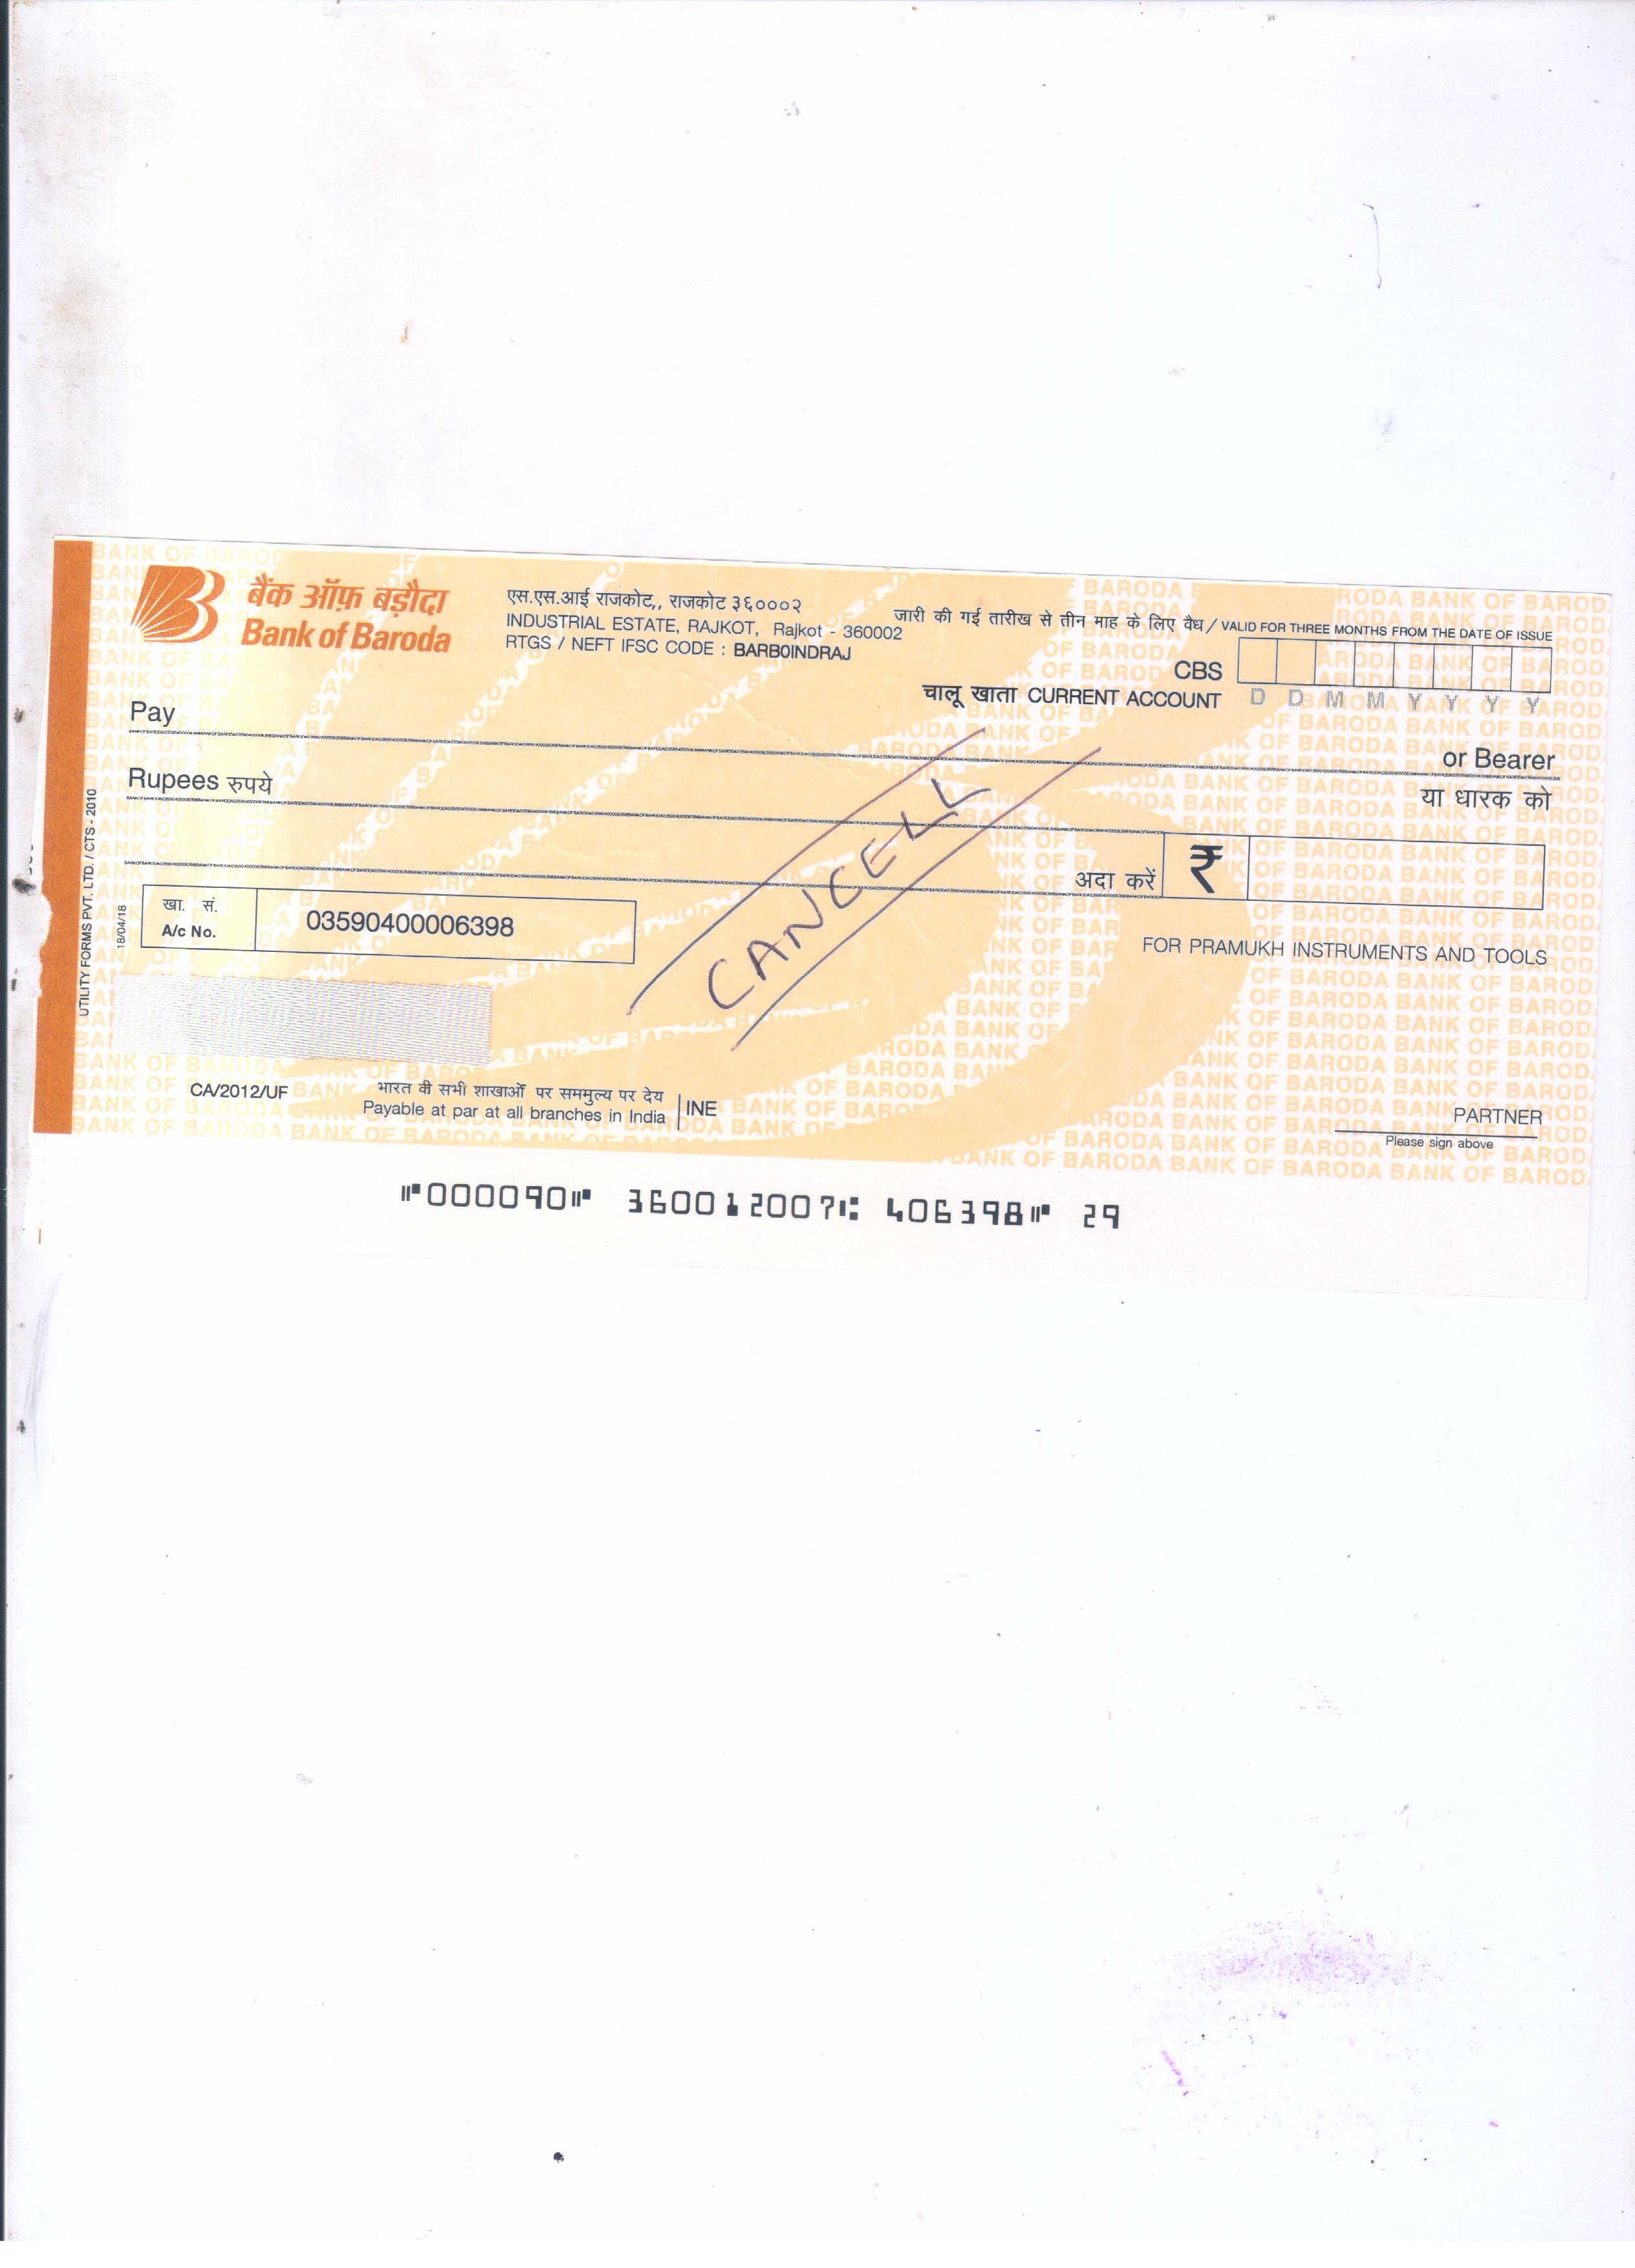 बैंक ऑफ़ बड़ौदा
Bank of Baroda
एस.एस.आई राजकोट,, राजकोट ३६०००२
INDUSTRIAL ESTATE, RAJKOT, Rajkot - 360002
RTGS / NEFT IFSC CODE : BARB0INDRAJ
जारी की गई तारीख से तीन माह के लिए वैध / VALID FOR THREE MONTHS FROM THE DATE OF ISSUE
CBS
चालू खाता CURRENT ACCOUNT
D D M M Y Y Y Y
Pay
or Bearer
Rupees रुपये
या धारक को
CANCELL
अदा करें ₹
खा. सं.
A/c No.
03590400006398
FOR PRAMUKH INSTRUMENTS AND TOOLS
UTILITY FORMS PVT. LTD. / CTS - 2010
18/04/18
CA/2012/UF
भारत की सभी शाखाओं पर सममुल्य पर देय
Payable at par at all branches in India
INE
PARTNER
Please sign above
⑈000090⑈ 360012007⑆ 406398⑈ 29